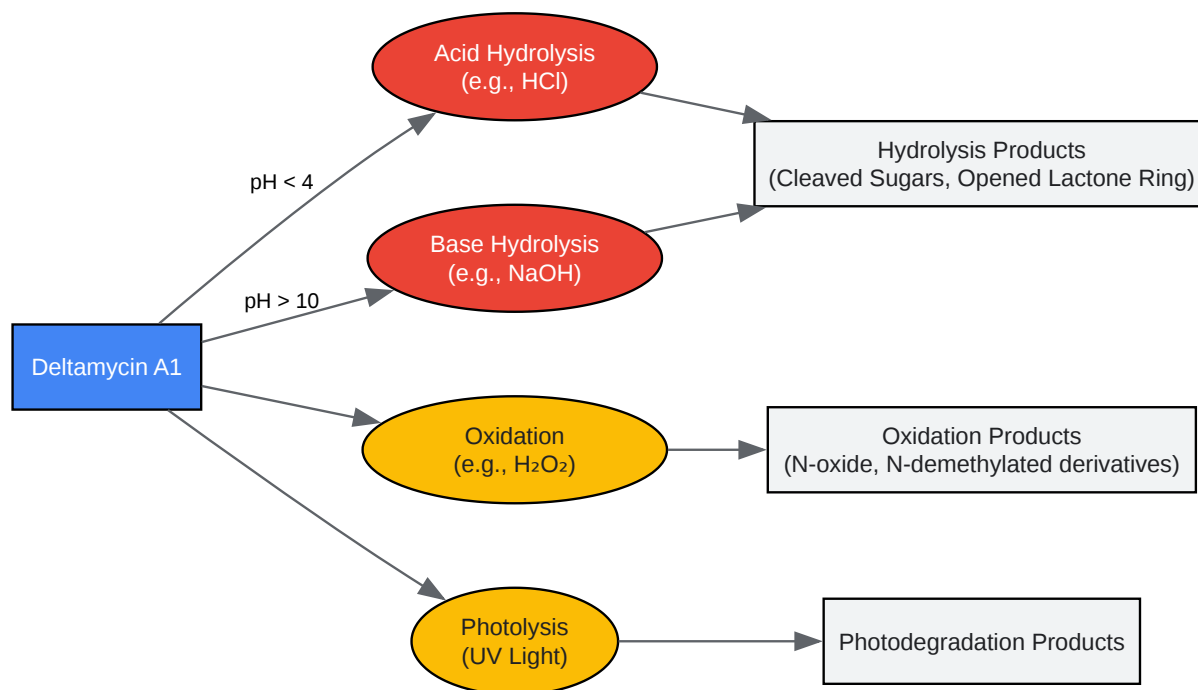 Acid Hydrolysis
(e.g., HCl)
Hydrolysis Products
(Cleaved Sugars, Opened Lactone Ring)
pH < 4
Base Hydrolysis
(e.g., NaOH)
pH > 10
Deltamycin A1
Oxidation
(e.g., H₂O₂)
Oxidation Products
(N-oxide, N-demethylated derivatives)
Photolysis
(UV Light)
Photodegradation Products